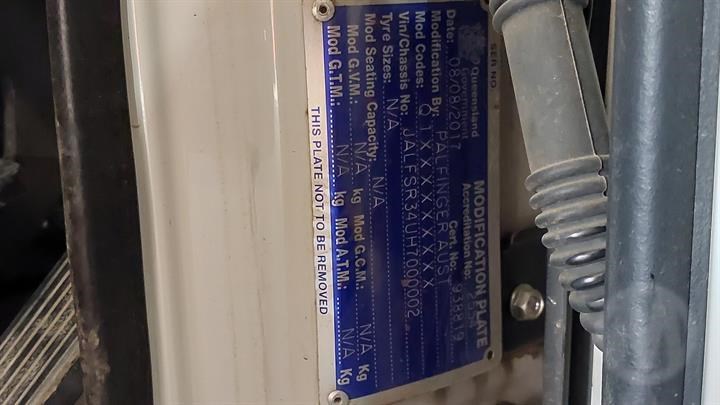 SER NO.
Queensland Government
MODIFICATION PLATE
Accreditation No.
Date: 08/08/2017 Cert. No. 938819
Modification By: PALFINGER AUST
Mod Codes: Q1XXXXXXXX
Vin/Chassis No: JALFSR34UH7000002
Tyre Sizes: N/A
Mod Seating Capacity: N/A
Mod G.V.M.: N/A kg Mod G.C.M.: N/A Kg
Mod G.T.M.: N/A kg Mod A.T.M.: N/A Kg
THIS PLATE NOT TO BE REMOVED